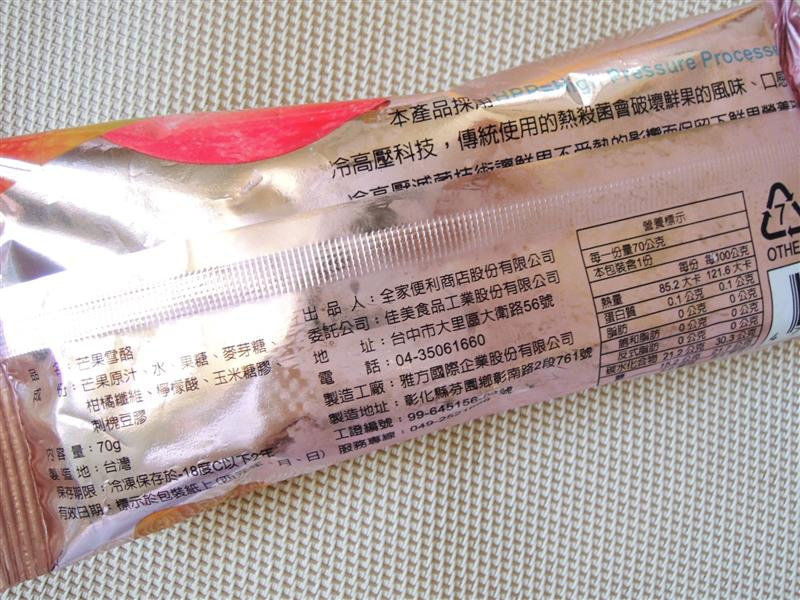 High Pressure Process
本產品採用
冷高壓科技，傳統使用的熱殺菌會破壞鮮果的風味、口感
品名：芒果雪酪
成份：芒果原汁、水、果糖、麥芽糖、
柑橘纖維、檸檬酸、玉米糖膠、
刺槐豆膠
內容量：70g
製造地：台灣
保存期限：冷凍保存於-18度C以下2年
有效日期：標示於包裝紙上(西元年、月、日)
出品人：全家便利商店股份有限公司
委託公司：佳美食品工業股份有限公司
地址：台中市大里區大衛路56號
電話：04-35061660
製造工廠：雅方國際企業股份有限公司
製造地址：彰化縣芬園鄉彰南路2段761號
工證編號：99-645156
服務專線：049-252
營養標示
每一份量70公克
本包裝含1份
每份 每100公克
熱量 85.2大卡 121.6大卡
蛋白質 0.1公克 0.1公克
脂肪 0公克 0公克
飽和脂肪 0公克 0公克
反式脂肪 0公克 0公克
碳水化合物 21.2公克 30.3公克
糖
7
OTHE